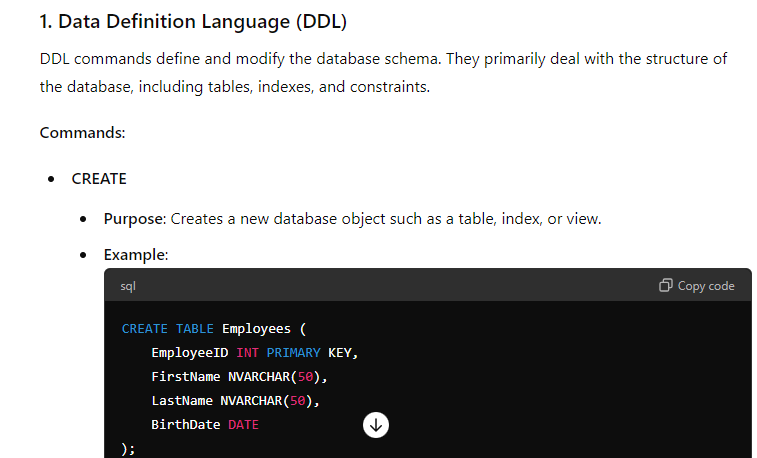 1. Data Definition Language (DDL)
DDL commands define and modify the database schema. They primarily deal with the structure of
the database, including tables, indexes, and constraints.
Commands:
• CREATE
• Purpose: Creates a new database object such as a table, index, or view.
• Example:
sql Copy code
CREATE TABLE Employees (
    EmployeeID INT PRIMARY KEY,
    FirstName NVARCHAR(50),
    LastName NVARCHAR(50),
    BirthDate DATE
);